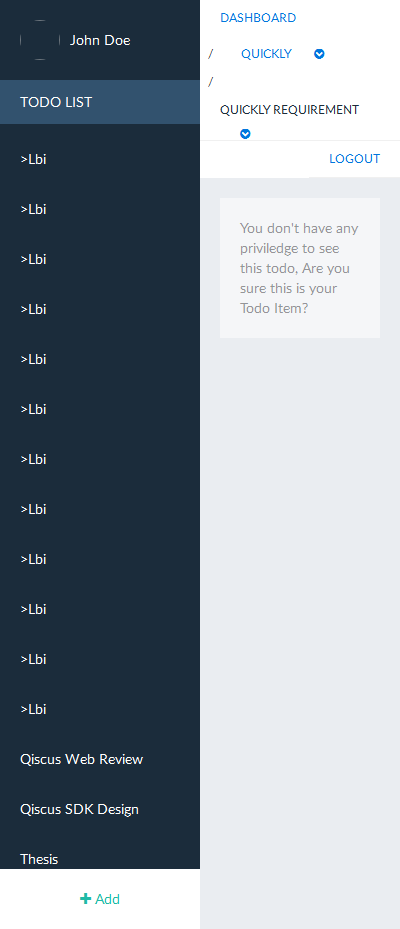 John Doe
TODO LIST
>Lbi
>Lbi
>Lbi
>Lbi
>Lbi
>Lbi
>Lbi
>Lbi
>Lbi
>Lbi
>Lbi
>Lbi
Qiscus Web Review
Qiscus SDK Design
Thesis
Add
DASHBOARD
/ QUICKLY
/
QUICKLY REQUIREMENT
LOGOUT
You don't have any
priviledge to see
this todo, Are you
sure this is your
Todo Item?